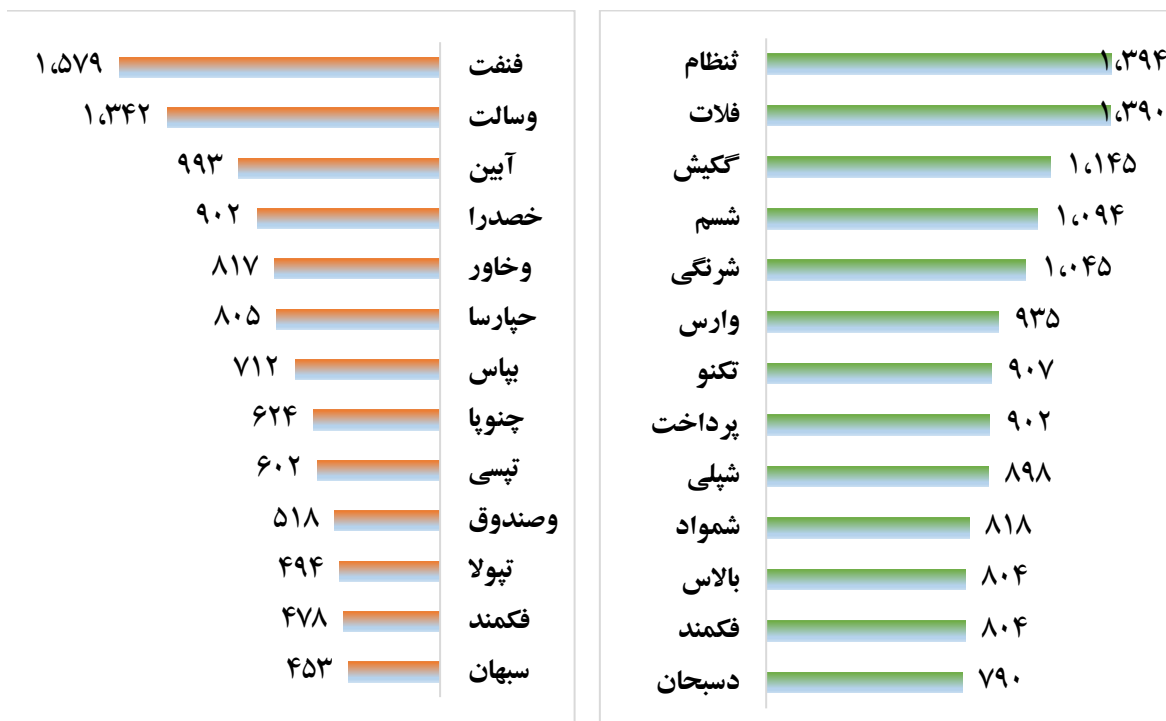 ثنظام ۱،۳۹۴
فلات ۱،۳۹۰
گکیش ۱،۱۴۵
شسم ۱،۰۹۴
شرنگی ۱،۰۴۵
وارس ۹۳۵
تکنو ۹۰۷
پرداخت ۹۰۲
شپلی ۸۹۸
شمواد ۸۱۸
بالاس ۸۰۴
فکمند ۸۰۴
دسبحان ۷۹۰
فنفت ۱،۵۷۹
وسالت ۱،۳۴۲
آبین ۹۹۳
خصدرا ۹۰۲
وخاور ۸۱۷
حپارسا ۸۰۵
بپاس ۷۱۲
چنوپا ۶۲۴
تپسی ۶۰۲
وصندوق ۵۱۸
تپولا ۴۹۴
فکمند ۴۷۸
سبهان ۴۵۳